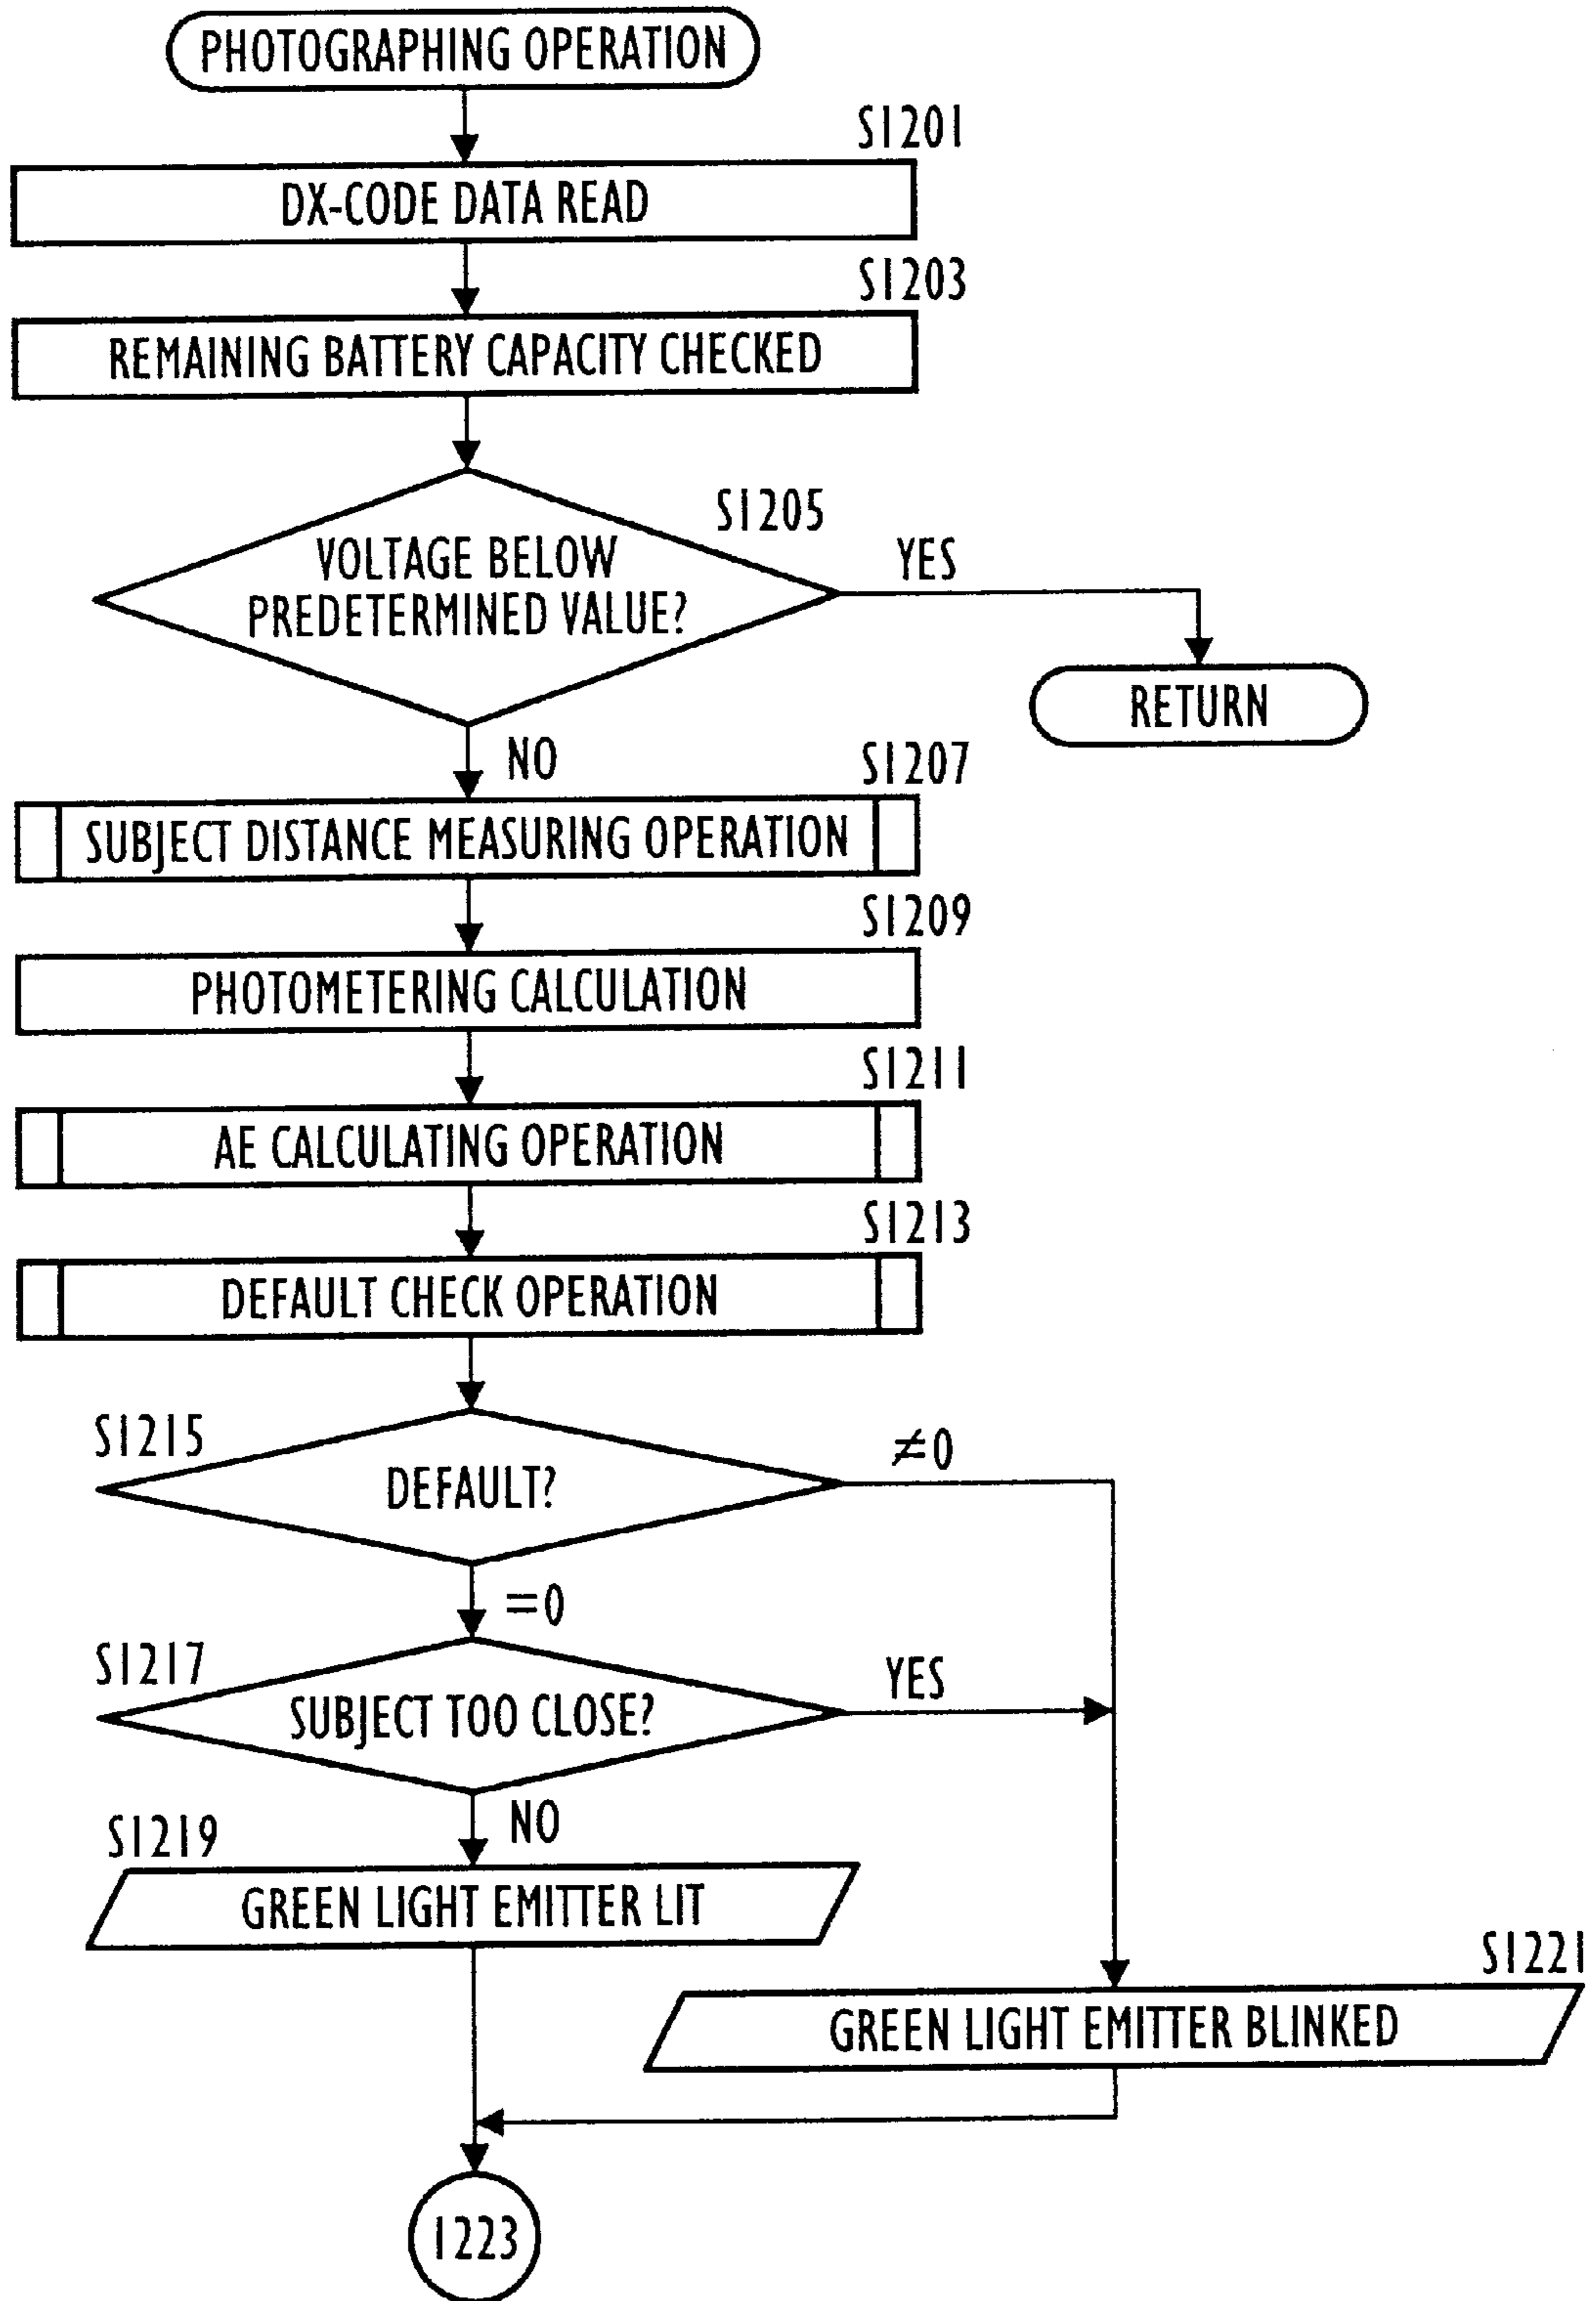 PHOTOGRAPHING OPERATION
S1201
DX-CODE DATA READ
S1203
REMAINING BATTERY CAPACITY CHECKED
S1205
VOLTAGE BELOW
PREDETERMINED VALUE?
YES
RETURN
NO
S1207
SUBJECT DISTANCE MEASURING OPERATION
S1209
PHOTOMETERING CALCULATION
S1211
AE CALCULATING OPERATION
S1213
DEFAULT CHECK OPERATION
S1215
DEFAULT?
≠0
=0
S1217
SUBJECT TOO CLOSE?
YES
NO
S1219
GREEN LIGHT EMITTER LIT
S1221
GREEN LIGHT EMITTER BLINKED
1223